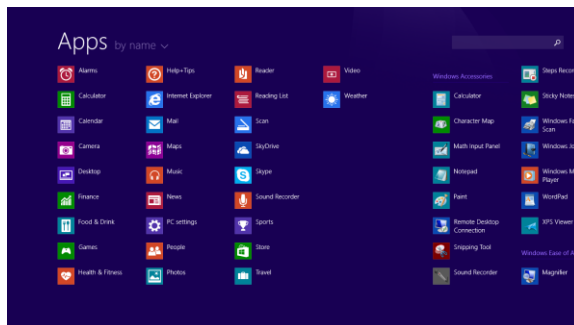 Apps by name
Alarms
Calculator
Calendar
Camera
Desktop
Finance
Food & Drink
Games
Health & Fitness
Help+Tips
Internet Explorer
Mail
Maps
Music
News
PC settings
People
Photos
Reader
Reading List
Scan
SkyDrive
Skype
Sound Recorder
Sports
Store
Travel
Video
Weather
Windows Accessories
Calculator
Character Map
Math Input Panel
Notepad
Paint
Remote Desktop
Connection
Snipping Tool
Sound Recorder
Steps Recor
Sticky Notes
Windows Fa
Scan
Windows Jo
Windows M
Player
WordPad
XPS Viewer
Windows Ease of A
Magnifier